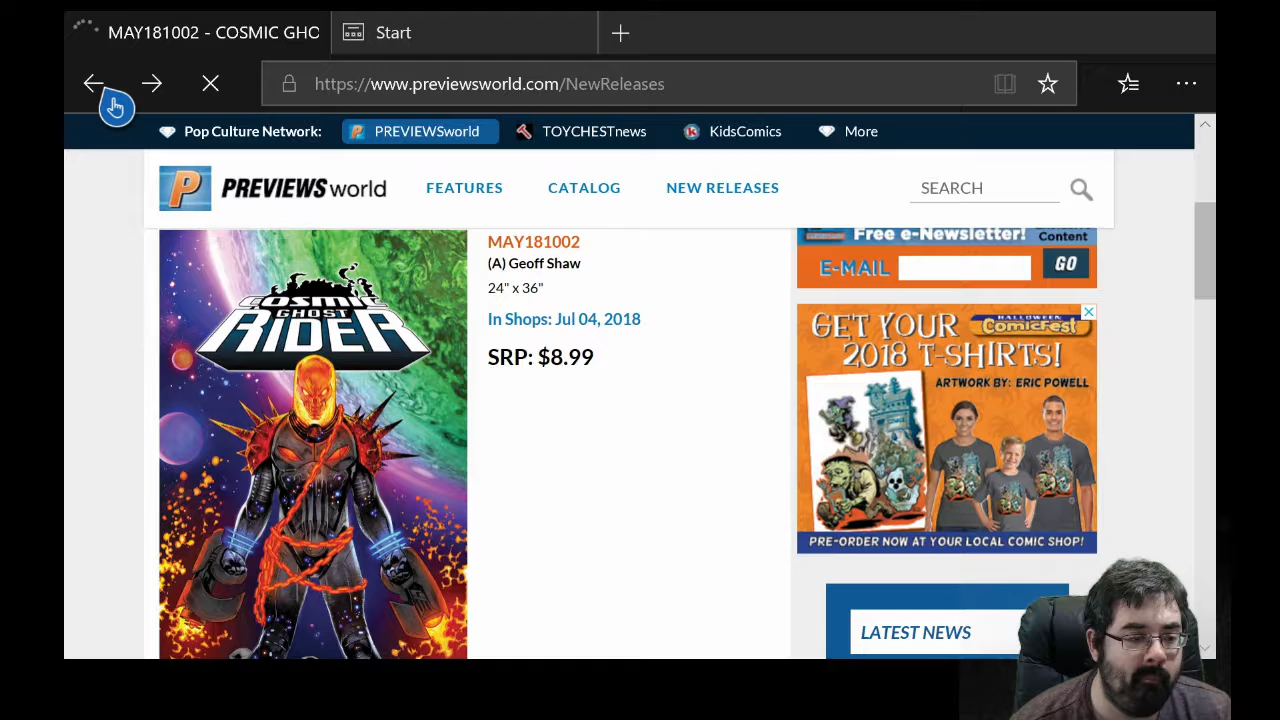 MAY181002 - COSMIC GHO
Start
https://www.previewsworld.com/NewReleases
Pop Culture Network:
PREVIEWSworld
TOYCHESTnews
KidsComics
More
P PREVIEWSworld
FEATURES
CATALOG
NEW RELEASES
SEARCH
COSMIC
GHOST
RIDER
MAY181002
(A) Geoff Shaw
24" x 36"
In Shops: Jul 04, 2018
SRP: $8.99
Free e-Newsletter!
Content
E-MAIL
GO
GET YOUR HALLOWEEN ComicFest
2018 T-SHIRTS!
ARTWORK BY: ERIC POWELL
PRE-ORDER NOW AT YOUR LOCAL COMIC SHOP!
LATEST NEWS